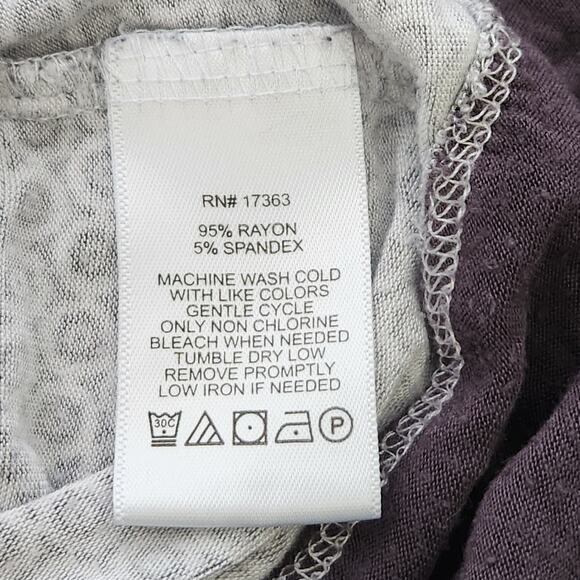 RN# 17363
95% RAYON
5% SPANDEX
MACHINE WASH COLD
WITH LIKE COLORS
GENTLE CYCLE
ONLY NON CHLORINE
BLEACH WHEN NEEDED
TUMBLE DRY LOW
REMOVE PROMPTLY
LOW IRON IF NEEDED
30C P